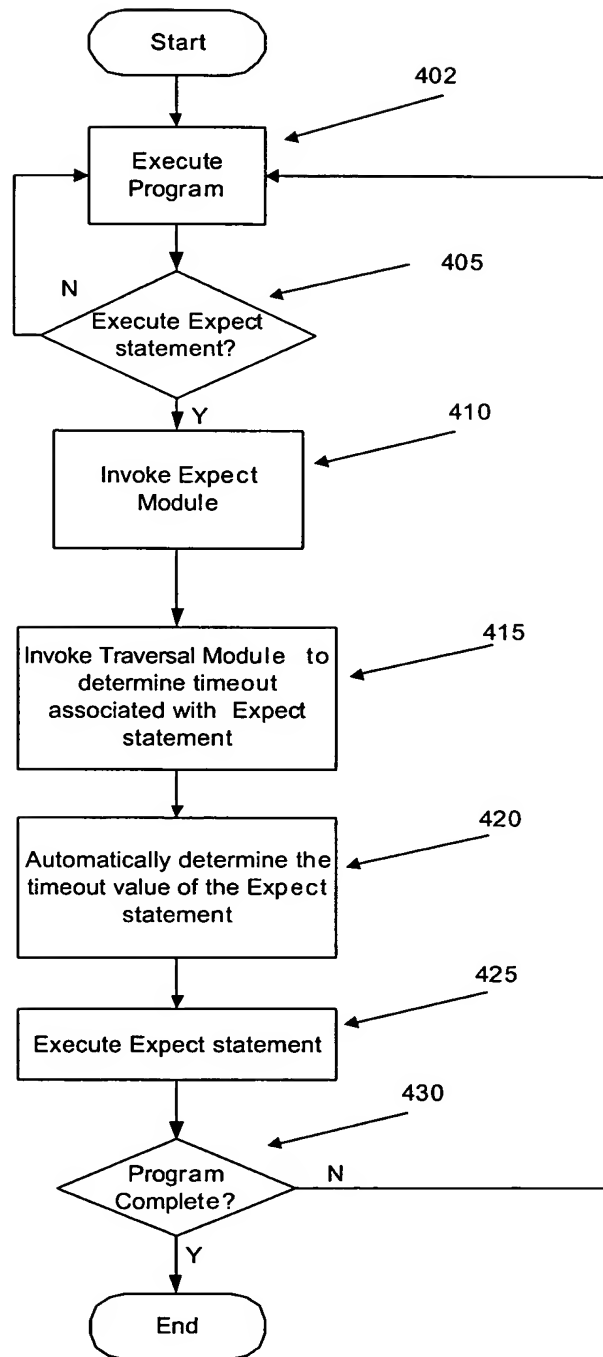 Start
402
Execute
Program
405
N
Execute Expect
statement?
Y
410
Invoke Expect
Module
415
Invoke Traversal Module to
determine timeout
associated with Expect
statement
420
Automatically determine the
timeout value of the Expect
statement
425
Execute Expect statement
430
Program
Complete?
N
Y
End